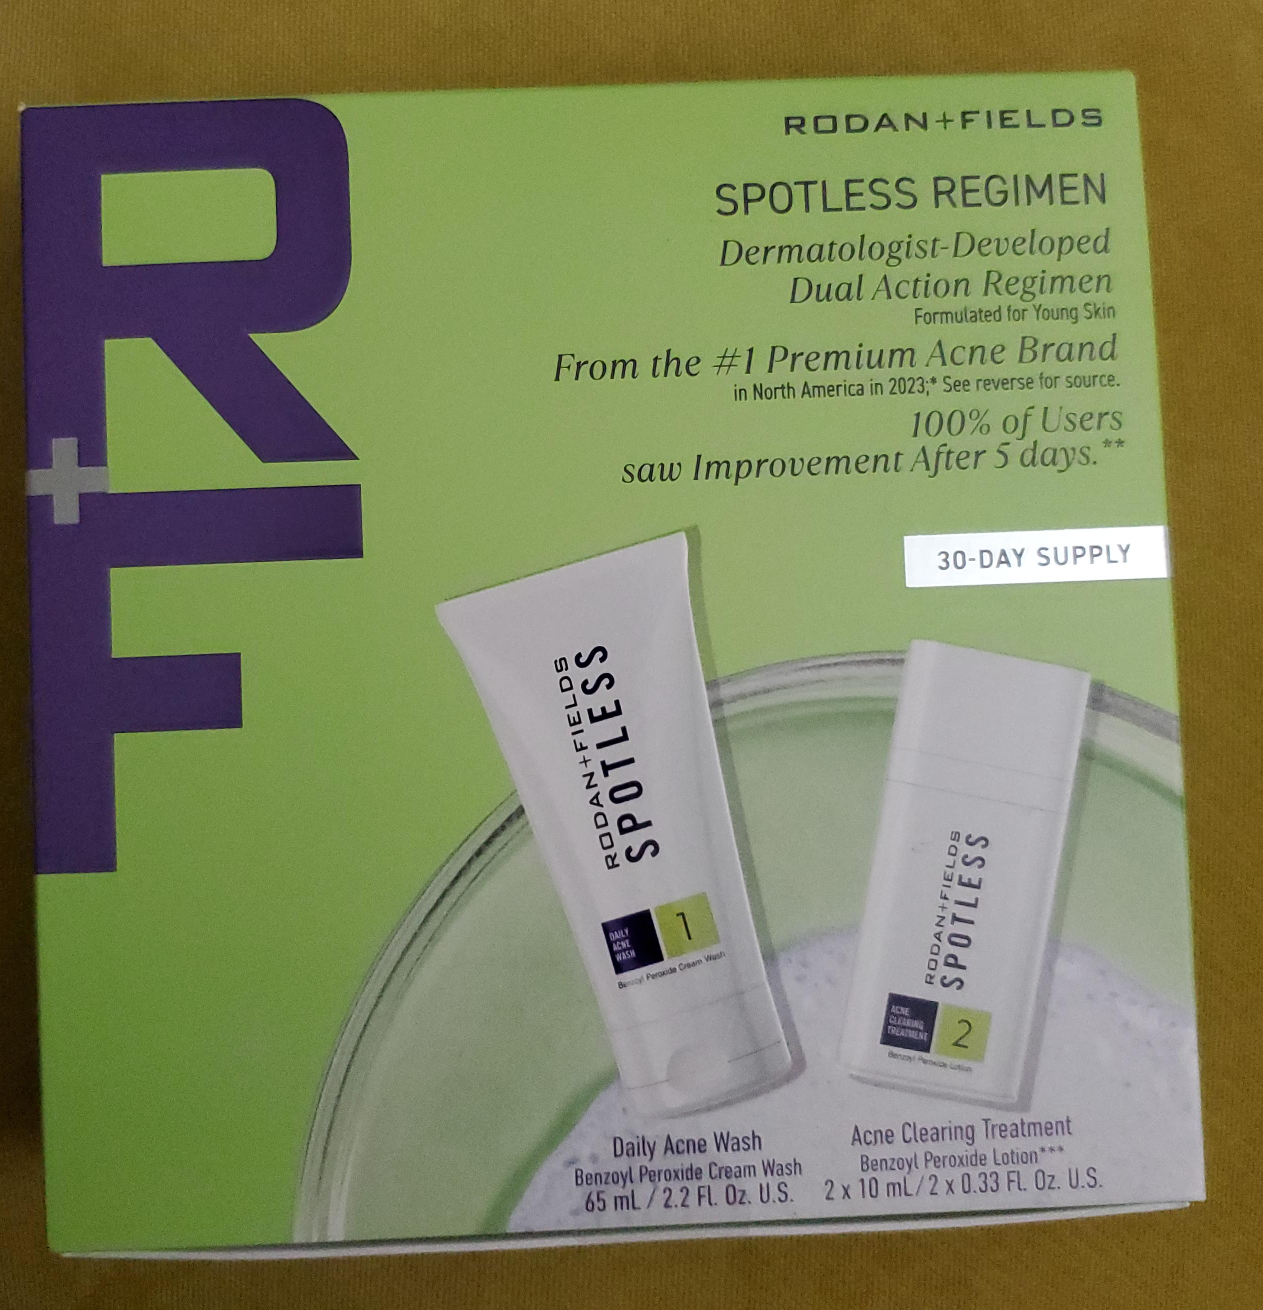 R
+
F
RODAN+FIELDS
SPOTLESS REGIMEN
Dermatologist-Developed
Dual Action Regimen
Formulated for Young Skin
From the #1 Premium Acne Brand
in North America in 2023;* See reverse for source.
100% of Users
saw Improvement After 5 days.**
30-DAY SUPPLY
RODAN+FIELDS
SPOTLESS
DAILY
ACNE
WASH
1
Benzoyl Peroxide Cream Wash
RODAN+FIELDS
SPOTLESS
ACNE
CLEARING
TREATMENT
2
Benzoyl Peroxide Lotion
Daily Acne Wash
Benzoyl Peroxide Cream Wash
65 mL / 2.2 Fl. Oz. U.S.
Acne Clearing Treatment
Benzoyl Peroxide Lotion***
2 x 10 mL/ 2 x 0.33 Fl. Oz. U.S.